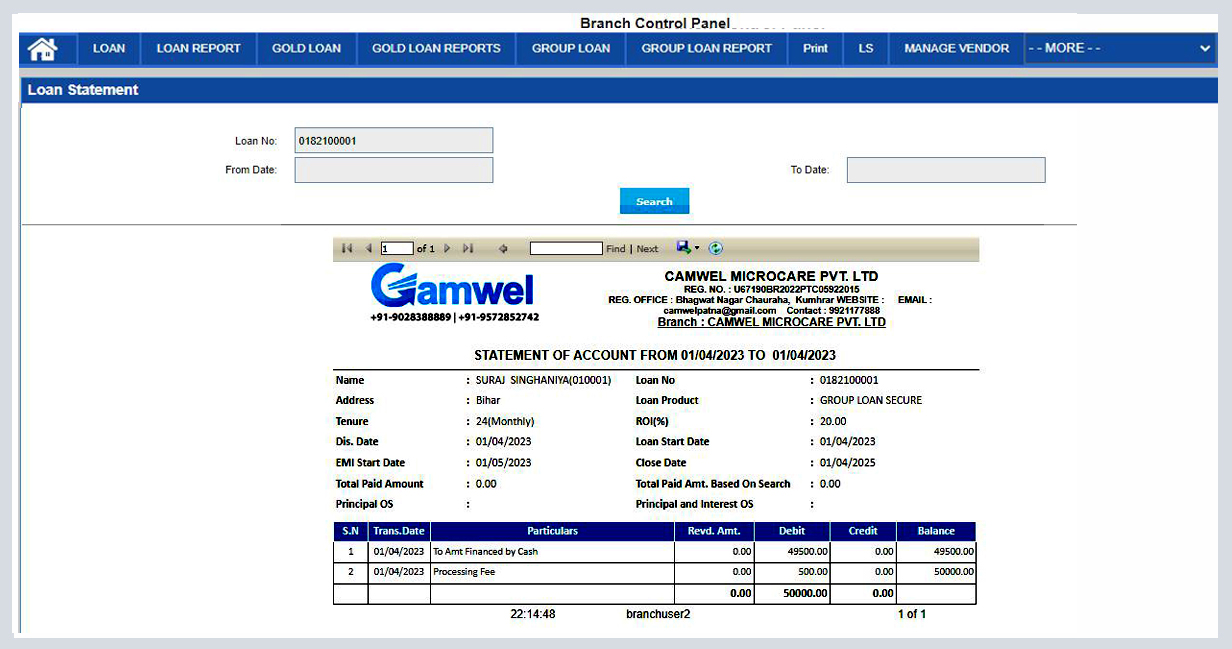 Branch Control Panel
LOAN LOAN REPORT GOLD LOAN GOLD LOAN REPORTS GROUP LOAN GROUP LOAN REPORT Print LS MANAGE VENDOR - - MORE - -
Loan Statement
Loan No: 0182100001
From Date: To Date:
Search
1 of 1 Find | Next
Gamwel
+91-9028388889 | +91-9572852742
CAMWEL MICROCARE PVT. LTD
REG. NO. : U67190BR2022PTC05922015
REG. OFFICE : Bhagwat Nagar Chauraha, Kumhrar WEBSITE : EMAIL :
camwelpatna@gmail.com Contact : 9921177888
Branch : CAMWEL MICROCARE PVT. LTD
STATEMENT OF ACCOUNT FROM 01/04/2023 TO 01/04/2023
Name : SURAJ SINGHANIYA(010001) Loan No : 0182100001
Address : Bihar Loan Product : GROUP LOAN SECURE
Tenure : 24(Monthly) ROI(%) : 20.00
Dis. Date : 01/04/2023 Loan Start Date : 01/04/2023
EMI Start Date : 01/05/2023 Close Date : 01/04/2025
Total Paid Amount : 0.00 Total Paid Amt. Based On Search : 0.00
Principal OS : Principal and Interest OS :
S.N Trans.Date Particulars Revd. Amt. Debit Credit Balance
1 01/04/2023 To Amt Financed by Cash 0.00 49500.00 0.00 49500.00
2 01/04/2023 Processing Fee 0.00 500.00 0.00 50000.00
0.00 50000.00 0.00
22:14:48 branchuser2 1 of 1